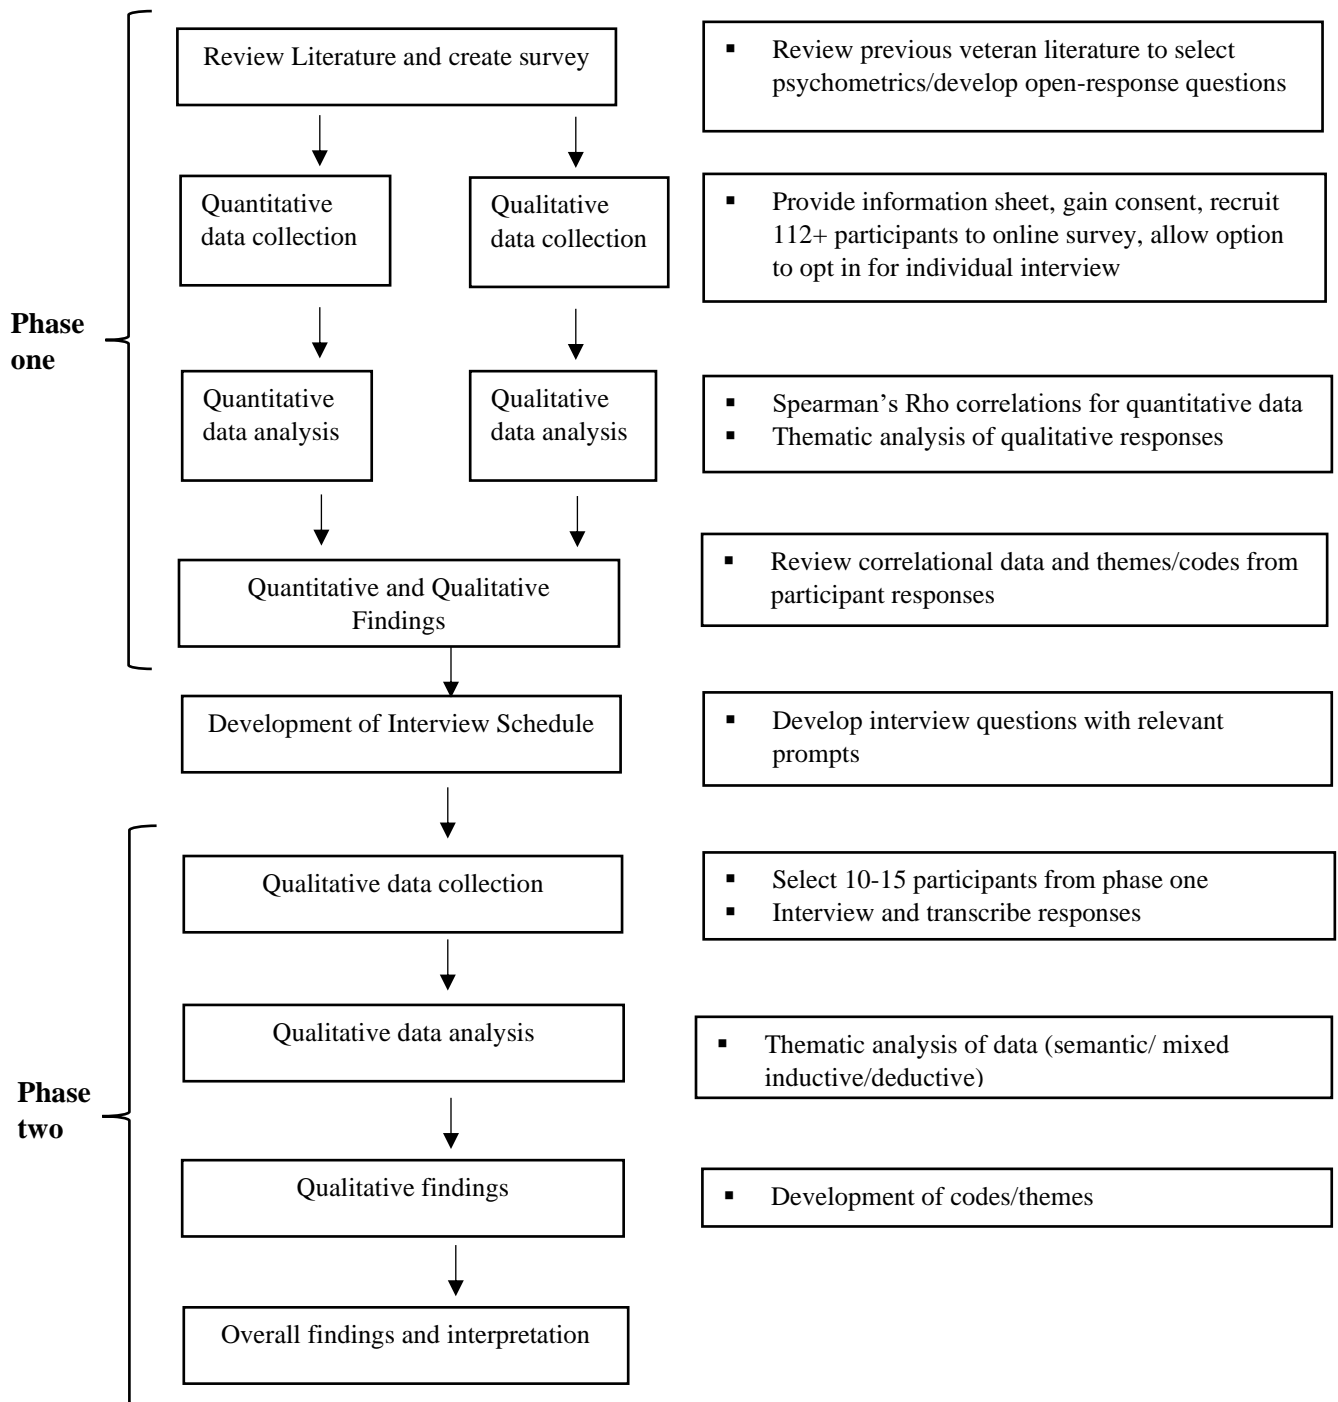 Review Literature and create survey
▪ Review previous veteran literature to select
psychometrics/develop open-response questions
Quantitative
data collection
Qualitative
data collection
▪ Provide information sheet, gain consent, recruit
112+ participants to online survey, allow option
to opt in for individual interview
Phase
one
Quantitative
data analysis
Qualitative
data analysis
▪ Spearman’s Rho correlations for quantitative data
▪ Thematic analysis of qualitative responses
Quantitative and Qualitative
Findings
▪ Review correlational data and themes/codes from
participant responses
Development of Interview Schedule
▪ Develop interview questions with relevant
prompts
Qualitative data collection
▪ Select 10-15 participants from phase one
▪ Interview and transcribe responses
Qualitative data analysis
▪ Thematic analysis of data (semantic/ mixed
inductive/deductive)
Phase
two
Qualitative findings
▪ Development of codes/themes
Overall findings and interpretation